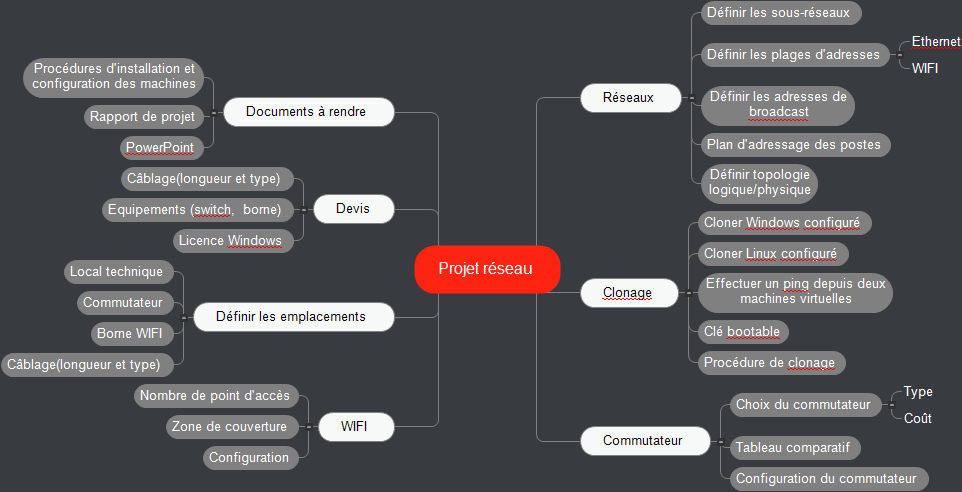 Projet réseau
Documents à rendre
Procédures d'installation et
configuration des machines
Rapport de projet
PowerPoint
Devis
Câblage(longueur et type)
Equipements (switch, borne)
Licence Windows
Définir les emplacements
Local technique
Commutateur
Borne WIFI
Câblage(longueur et type)
WIFI
Nombre de point d'accès
Zone de couverture
Configuration
Réseaux
Définir les sous-réseaux
Définir les plages d'adresses
Ethernet
WIFI
Définir les adresses de
broadcast
Plan d'adressage des postes
Définir topologie
logique/physique
Clonage
Cloner Windows configuré
Cloner Linux configuré
Effectuer un ping depuis deux
machines virtuelles
Clé bootable
Procédure de clonage
Commutateur
Choix du commutateur
Type
Coût
Tableau comparatif
Configuration du commutateur